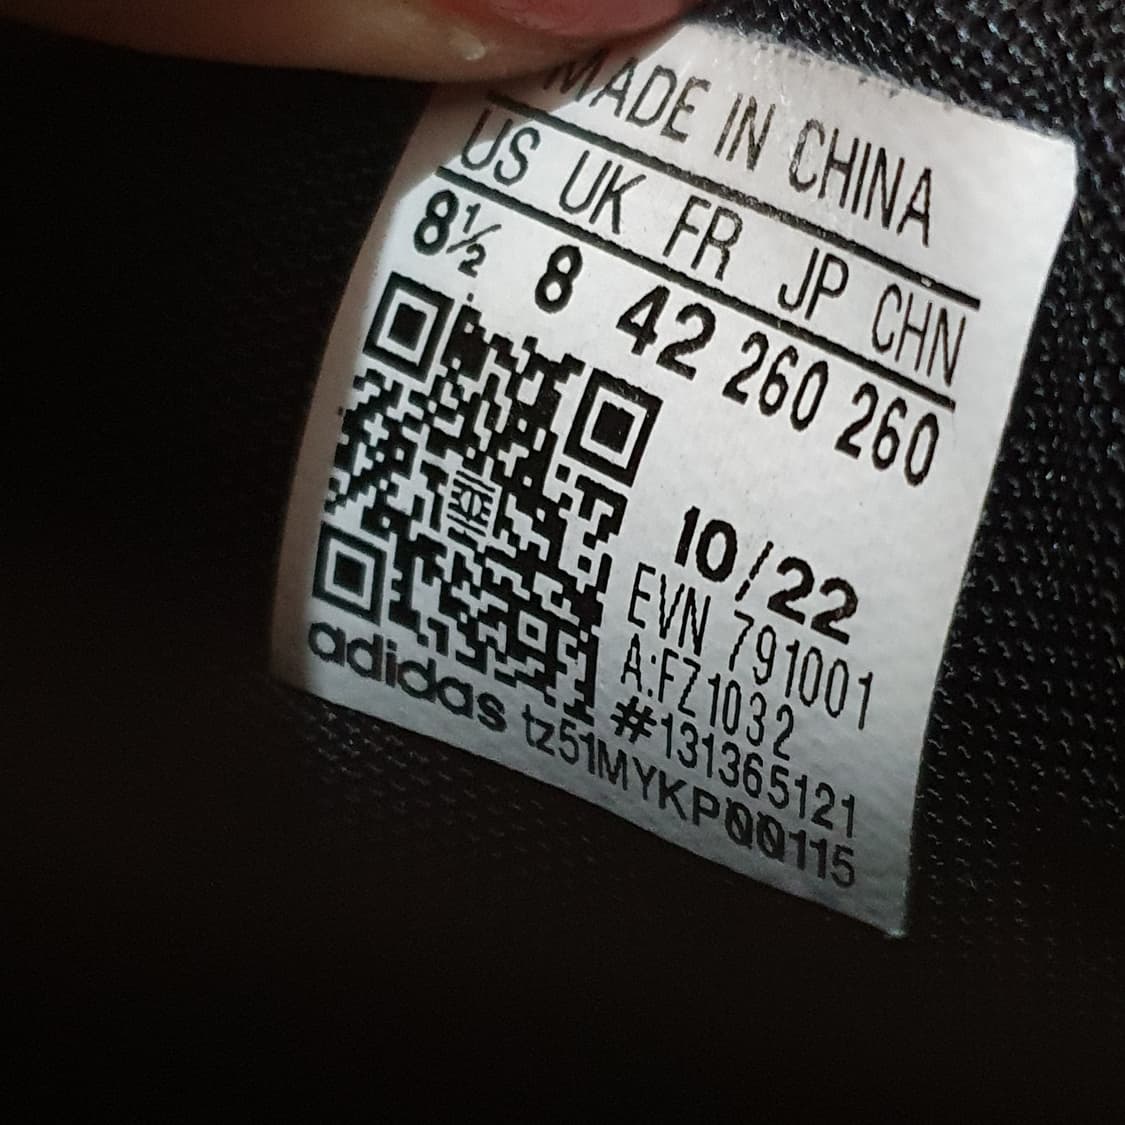 MADE IN CHINA
US UK FR JP CHN
8½ 8 42 260 260
10/22
EVN 791001
A:FZ1032
#131365121
adidas tz51MYKP00115